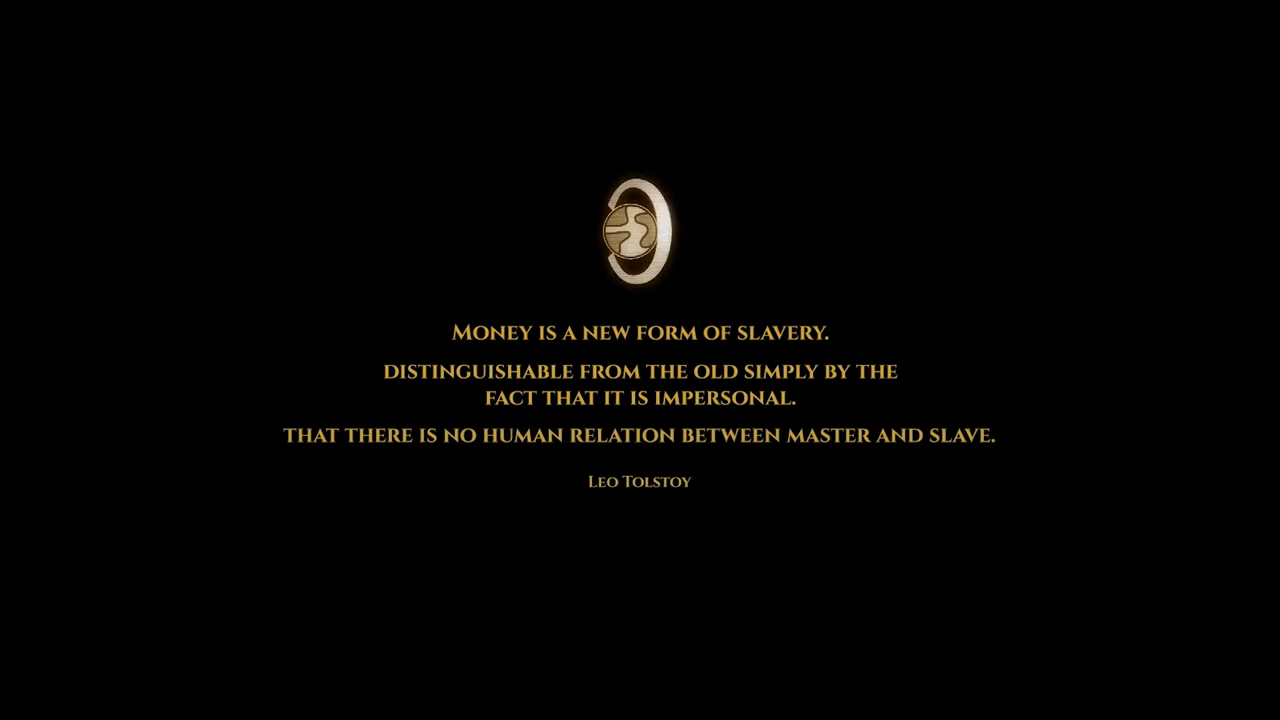 Money is a new form of slavery.
distinguishable from the old simply by the
fact that it is impersonal.
that there is no human relation between master and slave.
Leo Tolstoy